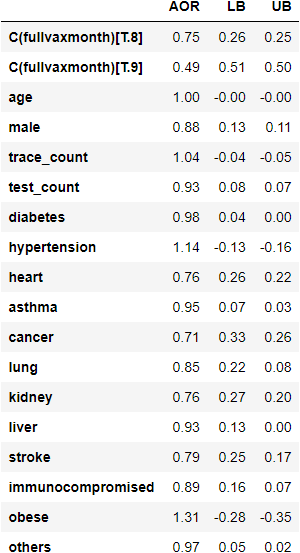 AOR LB UB
C(fullvaxmonth)[T.8] 0.75 0.26 0.25
C(fullvaxmonth)[T.9] 0.49 0.51 0.50
age 1.00 -0.00 -0.00
male 0.88 0.13 0.11
trace_count 1.04 -0.04 -0.05
test_count 0.93 0.08 0.07
diabetes 0.98 0.04 0.00
hypertension 1.14 -0.13 -0.16
heart 0.76 0.26 0.22
asthma 0.95 0.07 0.03
cancer 0.71 0.33 0.26
lung 0.85 0.22 0.08
kidney 0.76 0.27 0.20
liver 0.93 0.13 0.00
stroke 0.79 0.25 0.17
immunocompromised 0.89 0.16 0.07
obese 1.31 -0.28 -0.35
others 0.97 0.05 0.02